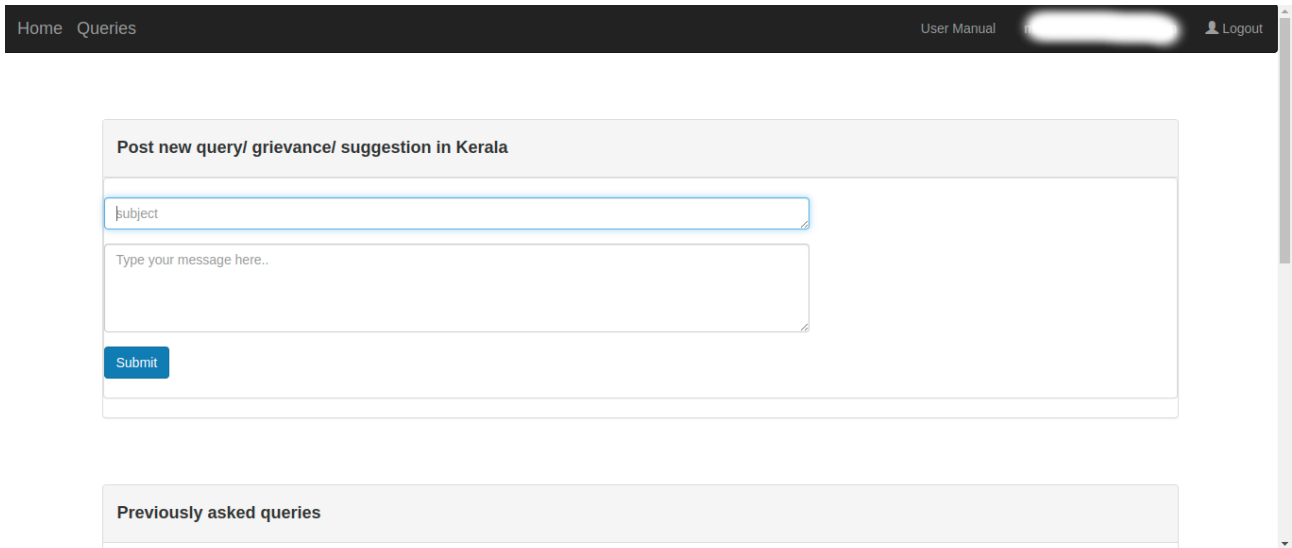 Home Queries User Manual Logout
Post new query/ grievance/ suggestion in Kerala
subject
Type your message here..
Submit
Previously asked queries